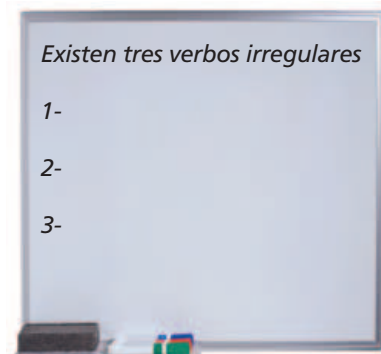 Existen tres verbos irregulares
1-
2-
3-